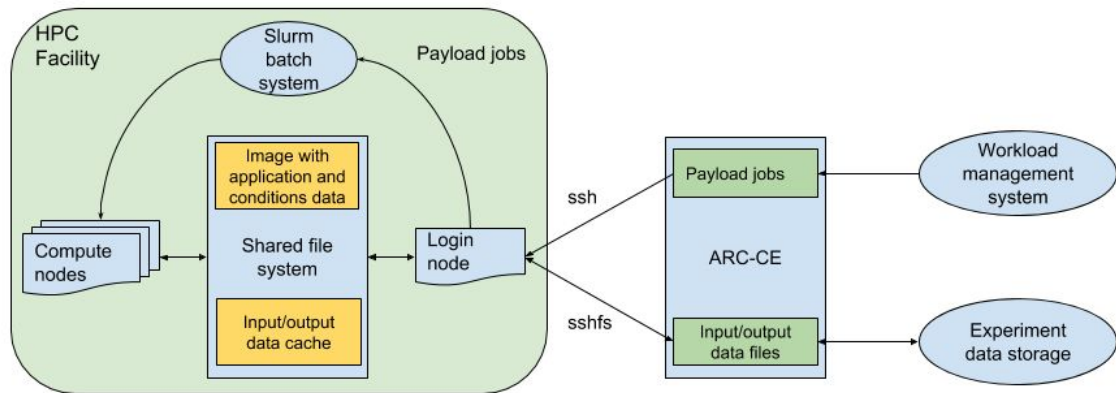 HPC
Facility
Slurm
batch
system
Payload jobs
Image with
application and
conditions data
Compute
nodes
Shared file
system
Login
node
Input/output
data cache
ssh
sshfs
Payload jobs
ARC-CE
Input/output
data files
Workload
management
system
Experiment
data storage